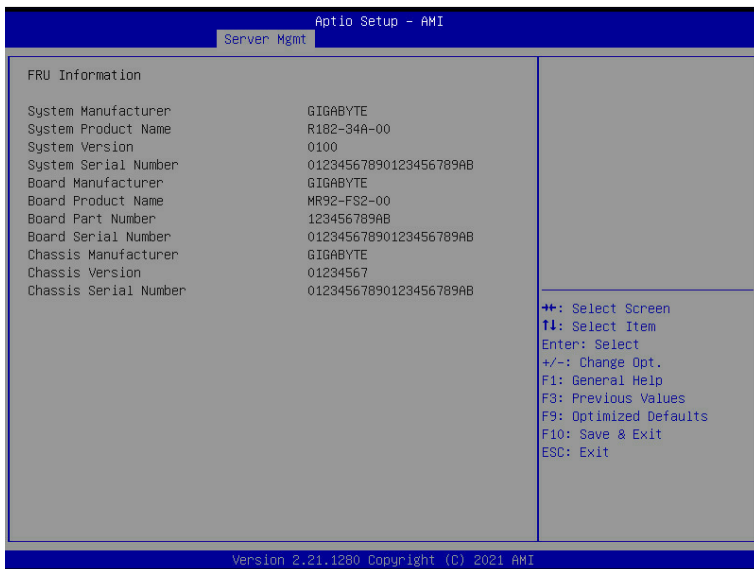 Aptio Setup – AMI
Server Mgmt
FRU Information
System Manufacturer GIGABYTE
System Product Name R182-34A-00
System Version 0100
System Serial Number 01234567890123456789AB
Board Manufacturer GIGABYTE
Board Product Name MR92-FS2-00
Board Part Number 123456789AB
Board Serial Number 01234567890123456789AB
Chassis Manufacturer GIGABYTE
Chassis Version 01234567
Chassis Serial Number 01234567890123456789AB
→←: Select Screen
↑↓: Select Item
Enter: Select
+/-: Change Opt.
F1: General Help
F3: Previous Values
F9: Optimized Defaults
F10: Save & Exit
ESC: Exit
Version 2.21.1280 Copyright (C) 2021 AMI